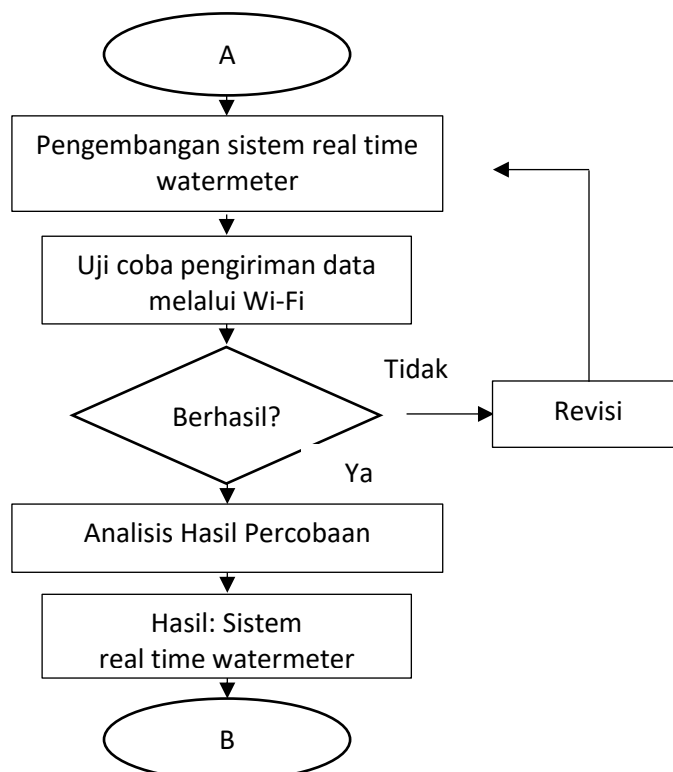 A
Pengembangan sistem real time
watermeter
Uji coba pengiriman data
melalui Wi-Fi
Tidak
Berhasil?
Revisi
Ya
Analisis Hasil Percobaan
Hasil: Sistem
real time watermeter
B